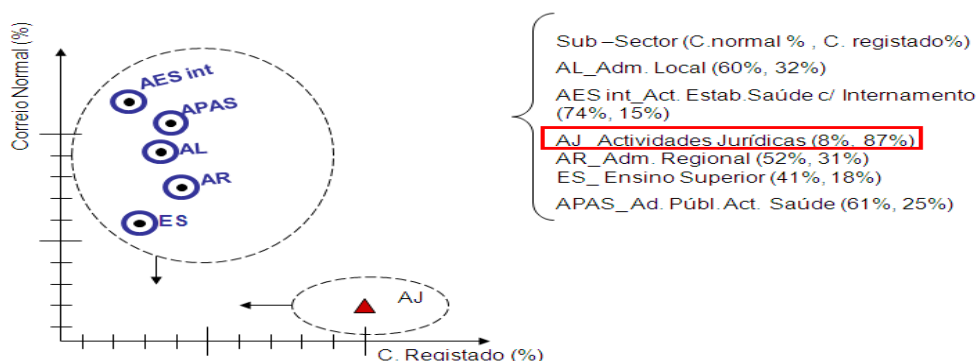 Correio Normal (%)
AES int
APAS
AL
AR
ES
AJ
C. Registado (%)
Sub –Sector (C.normal % , C. registado%)
AL_Adm. Local (60%, 32%)
AES int_Act. Estab.Saúde c/ Internamento
(74%, 15%)
AJ_ Actividades Jurídicas (8%, 87%)
AR_Adm. Regional (52%, 31%)
ES_ Ensino Superior (41%, 18%)
APAS_Ad. Públ.Act. Saúde (61%, 25%)